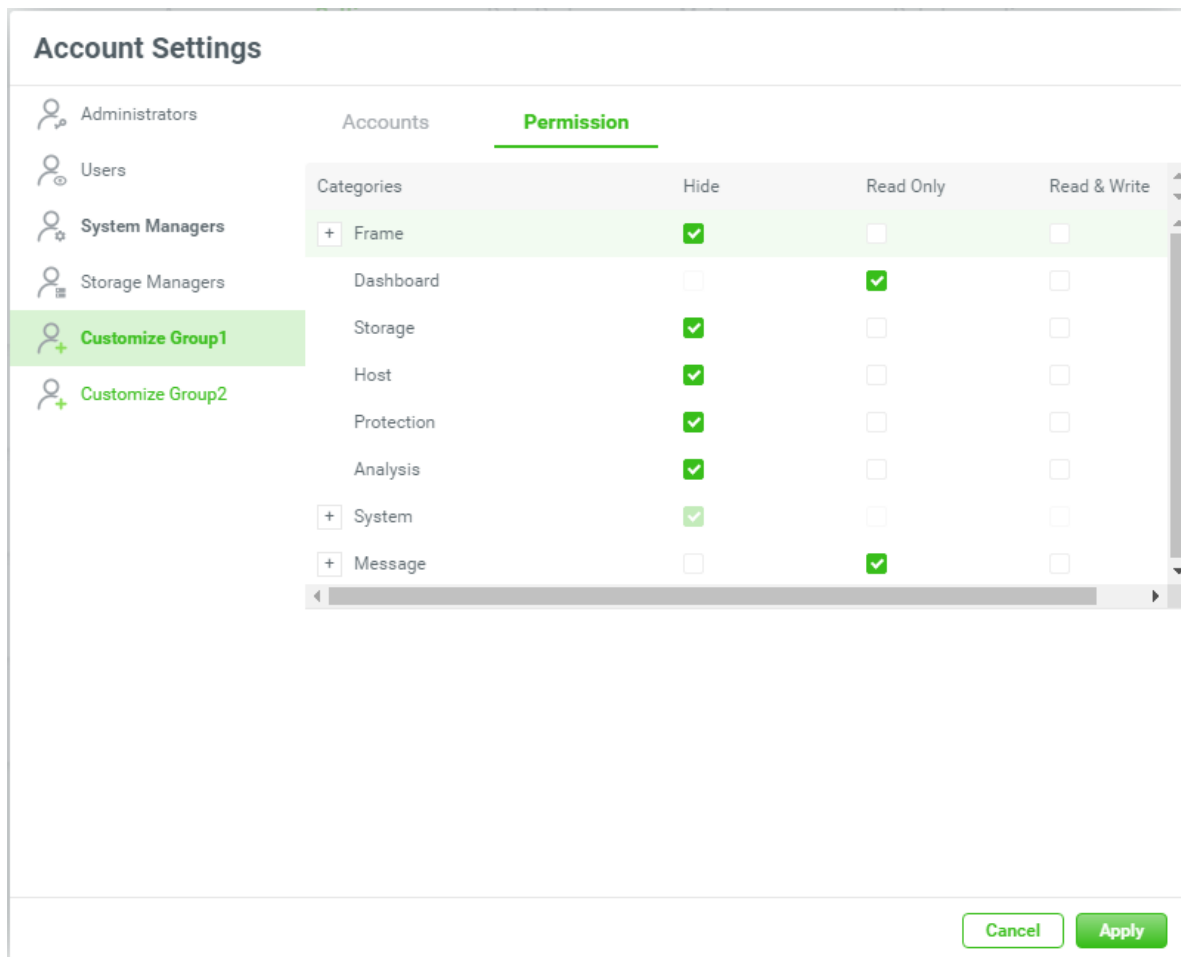 Account Settings
Administrators
Users
System Managers
Storage Managers
Customize Group1
Customize Group2
Accounts Permission
Categories Hide Read Only Read & Write
+ Frame
Dashboard
Storage
Host
Protection
Analysis
+ System
+ Message
Cancel Apply